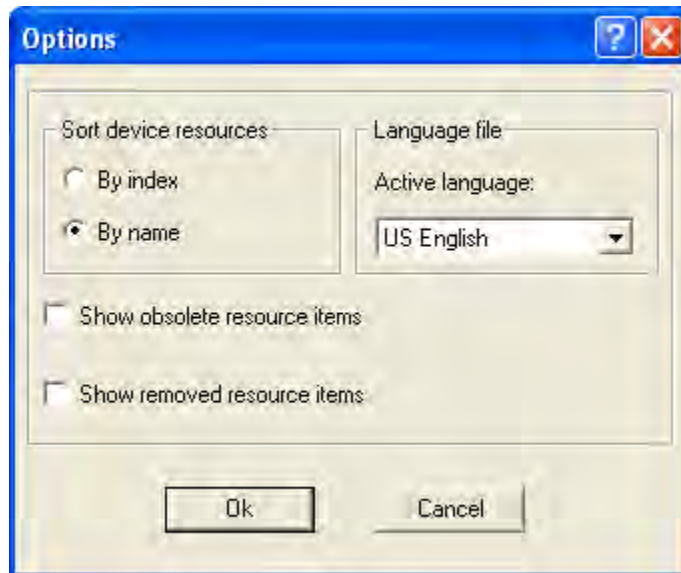 Options
Sort device resources
By index
By name
Language file
Active language:
US English
Show obsolete resource items
Show removed resource items
Ok
Cancel